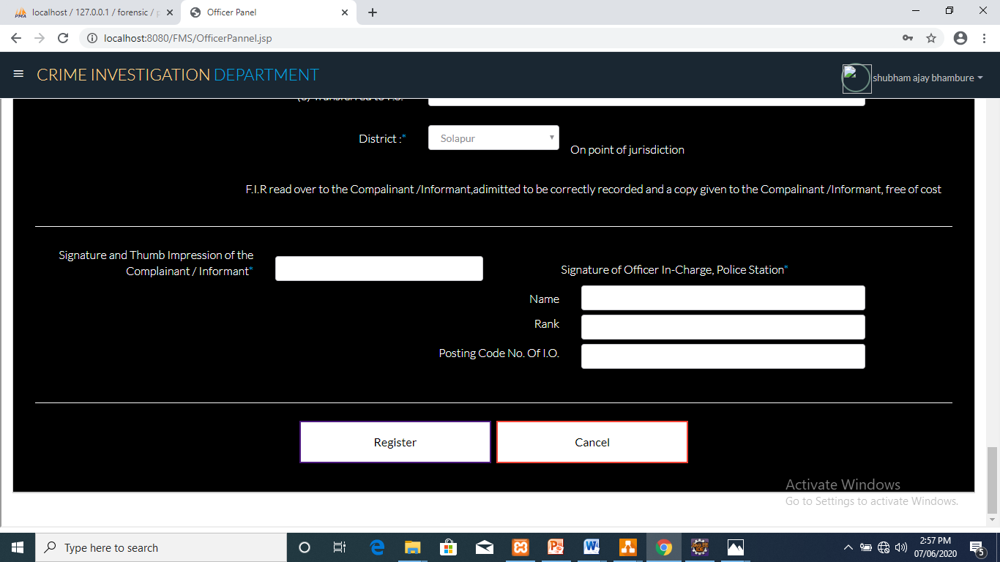 localhost / 127.0.0.1 / forensic /
Officer Panel
localhost:8080/FMS/OfficerPannel.jsp
CRIME INVESTIGATION DEPARTMENT
shubham ajay bhambure
District :*
Solapur
On point of jurisdiction
F.I.R read over to the Compalinant /Informant,adimitted to be correctly recorded and a copy given to the Compalinant /Informant, free of cost
Signature and Thumb Impression of the
Complainant / Informant*
Signature of Officer In-Charge, Police Station*
Name
Rank
Posting Code No. Of I.O.
Register
Cancel
Activate Windows
Go to Settings to activate Windows.
Type here to search
2:57 PM
07/06/2020
5